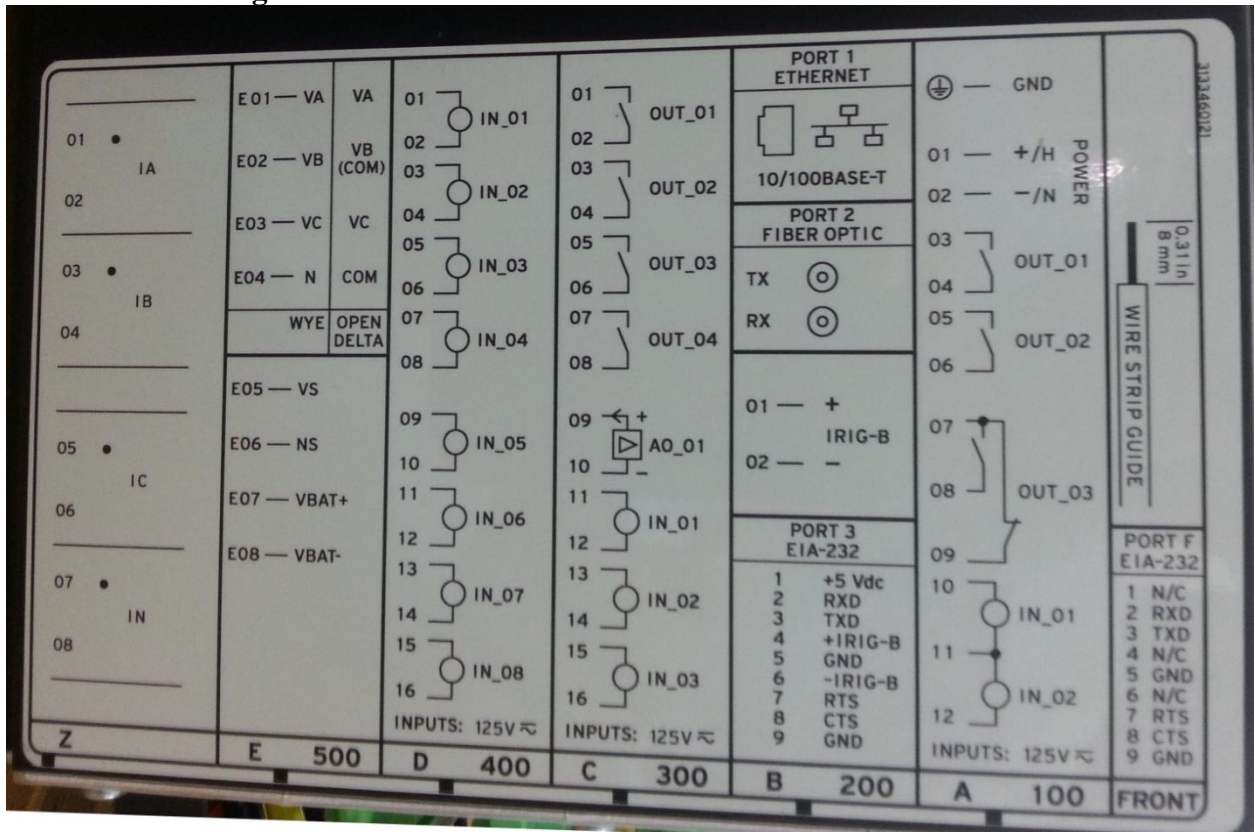 01
IA
02
03
IB
04
05
IC
06
07
IN
08
Z
E01 — VA VA
E02 — VB VB (COM)
E03 — VC VC
E04 — N COM
WYE OPEN DELTA
E05 — VS
E06 — NS
E07 — VBAT+
E08 — VBAT-
E 500
01
IN_01
02
03
IN_02
04
05
IN_03
06
07
IN_04
08
09
IN_05
10
11
IN_06
12
13
IN_07
14
15
IN_08
16
INPUTS: 125V
D 400
01
OUT_01
02
03
OUT_02
04
05
OUT_03
06
07
OUT_04
08
09 +
AO_01
10 –
11
IN_01
12
13
IN_02
14
15
IN_03
16
INPUTS: 125V
C 300
PORT 1
ETHERNET
10/100BASE-T
PORT 2
FIBER OPTIC
TX
RX
01 — +
IRIG-B
02 — –
PORT 3
EIA-232
1 +5 Vdc
2 RXD
3 TXD
4 +IRIG-B
5 GND
6 -IRIG-B
7 RTS
8 CTS
9 GND
B 200
— GND
01 — +/H
02 — -/N
POWER
03
OUT_01
04
05
OUT_02
06
07
08 OUT_03
09
10
IN_01
11
IN_02
12
INPUTS: 125V
A 100
3133460121
0.31 in
8 mm
WIRE STRIP GUIDE
PORT F
EIA-232
1 N/C
2 RXD
3 TXD
4 N/C
5 GND
6 N/C
7 RTS
8 CTS
9 GND
FRONT